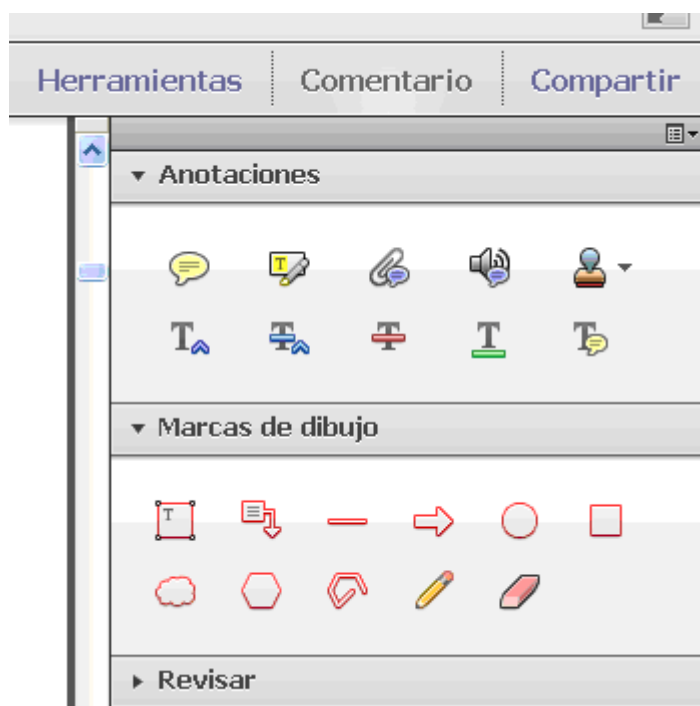 Herramientas Comentario Compartir
Anotaciones
Marcas de dibujo
Revisar